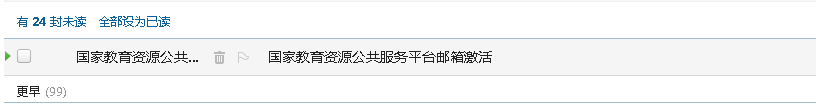 有 24 封未读 全部设为已读
国家教育资源公共... 国家教育资源公共服务平台邮箱激活
更早 (99)